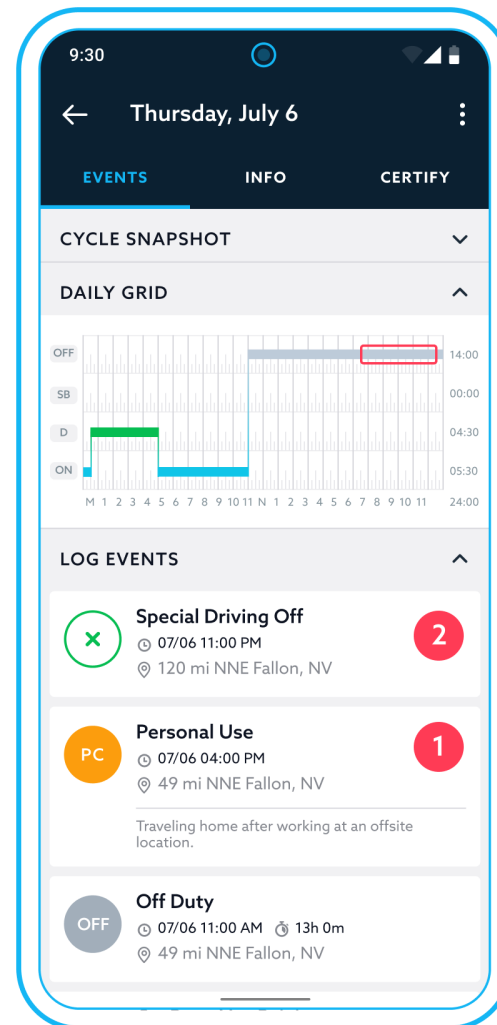 9:30
Thursday, July 6
EVENTS INFO CERTIFY
CYCLE SNAPSHOT
DAILY GRID
OFF 14:00
SB 00:00
D 04:30
ON 05:30
M 1 2 3 4 5 6 7 8 9 10 11 N 1 2 3 4 5 6 7 8 9 10 11 24:00
LOG EVENTS
Special Driving Off
07/06 11:00 PM
120 mi NNE Fallon, NV
2
PC
Personal Use
07/06 04:00 PM
49 mi NNE Fallon, NV
1
Traveling home after working at an offsite
location.
OFF
Off Duty
07/06 11:00 AM 13h 0m
49 mi NNE Fallon, NV